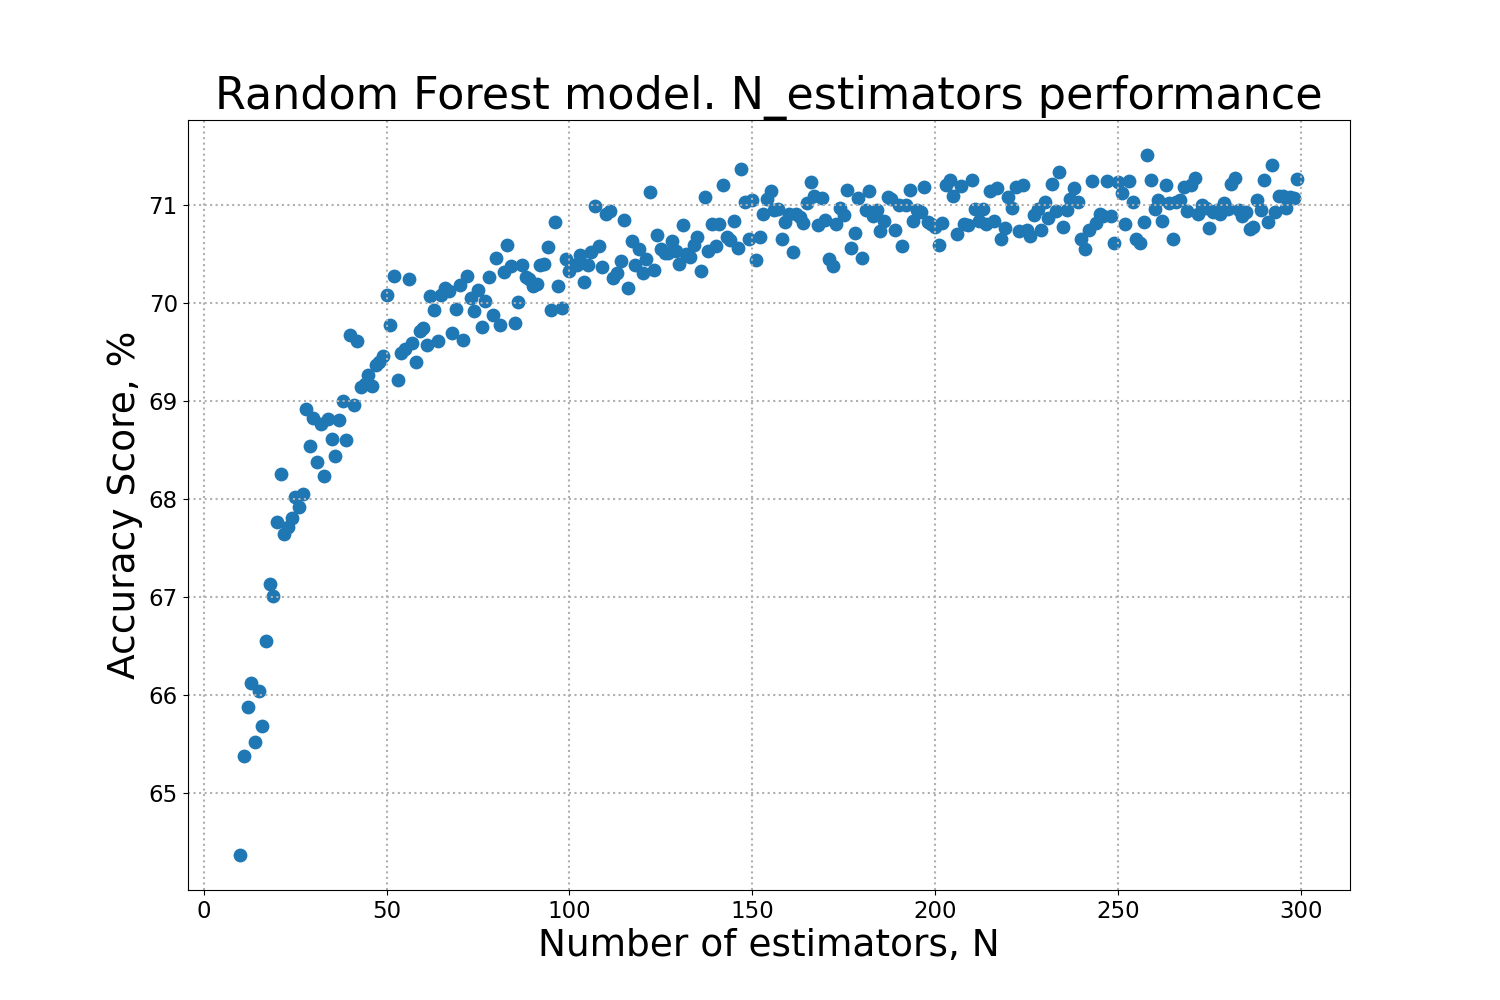 Random Forest model. N_estimators performance
71
70
69
68
67
66
65
Accuracy Score, %
0 50 100 150 200 250 300
Number of estimators, N